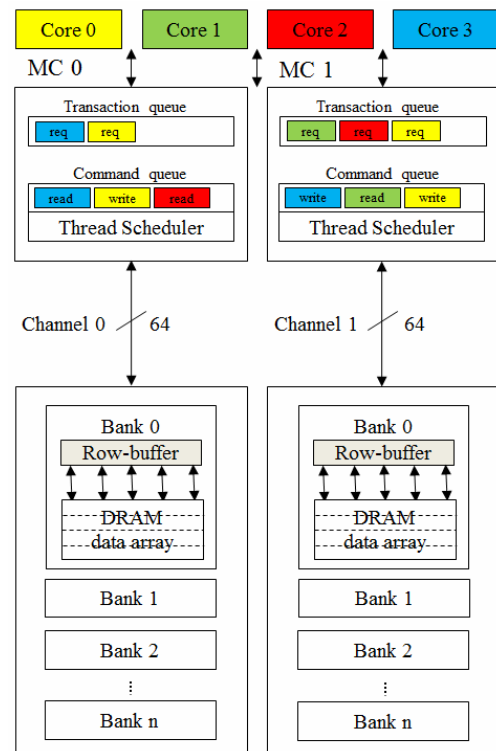 Core 0 Core 1 Core 2 Core 3
MC 0 MC 1
Transaction queue Transaction queue
req req req req req
Command queue Command queue
read write read write read write
Thread Scheduler Thread Scheduler
Channel 0 64 Channel 1 64
Bank 0 Bank 0
Row-buffer Row-buffer
DRAM DRAM
data array data array
Bank 1 Bank 1
Bank 2 Bank 2
Bank n Bank n